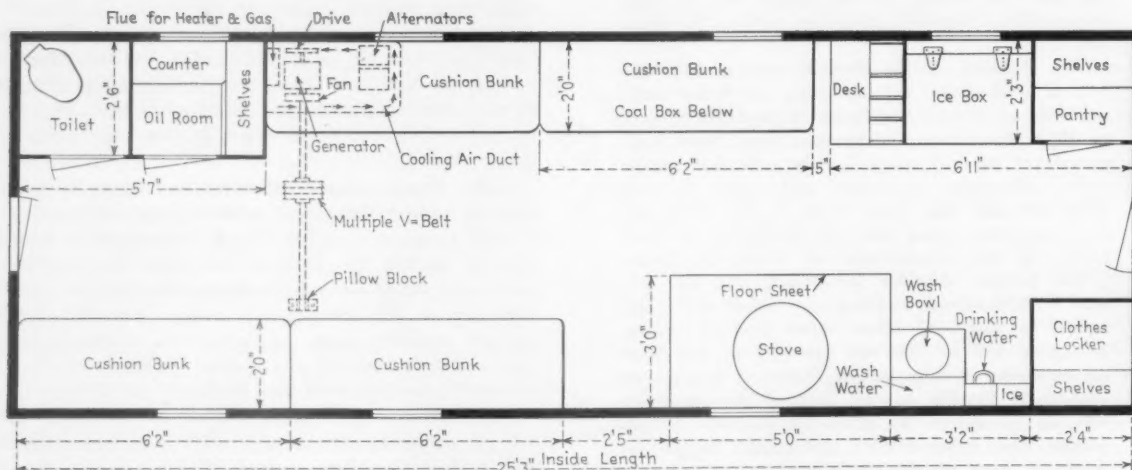 Flue for Heater & Gas
Drive
Alternators
Toilet
2'6"
Counter
Oil Room
Shelves
Fan
Generator
Cooling Air Duct
Cushion Bunk
2'0"
Cushion Bunk
Coal Box Below
Desk
Ice Box
2'3"
Shelves
Pantry
5'7"
6'2"
5"
6'11"
Multiple V=Belt
Pillow Block
Cushion Bunk
2'0"
Cushion Bunk
3'0"
Floor Sheet
Stove
Wash
Bowl
Drinking
Water
Wash
Water
Ice
Clothes
Locker
Shelves
6'2"
6'2"
2'5"
5'0"
3'2"
2'4"
25'3" Inside Length